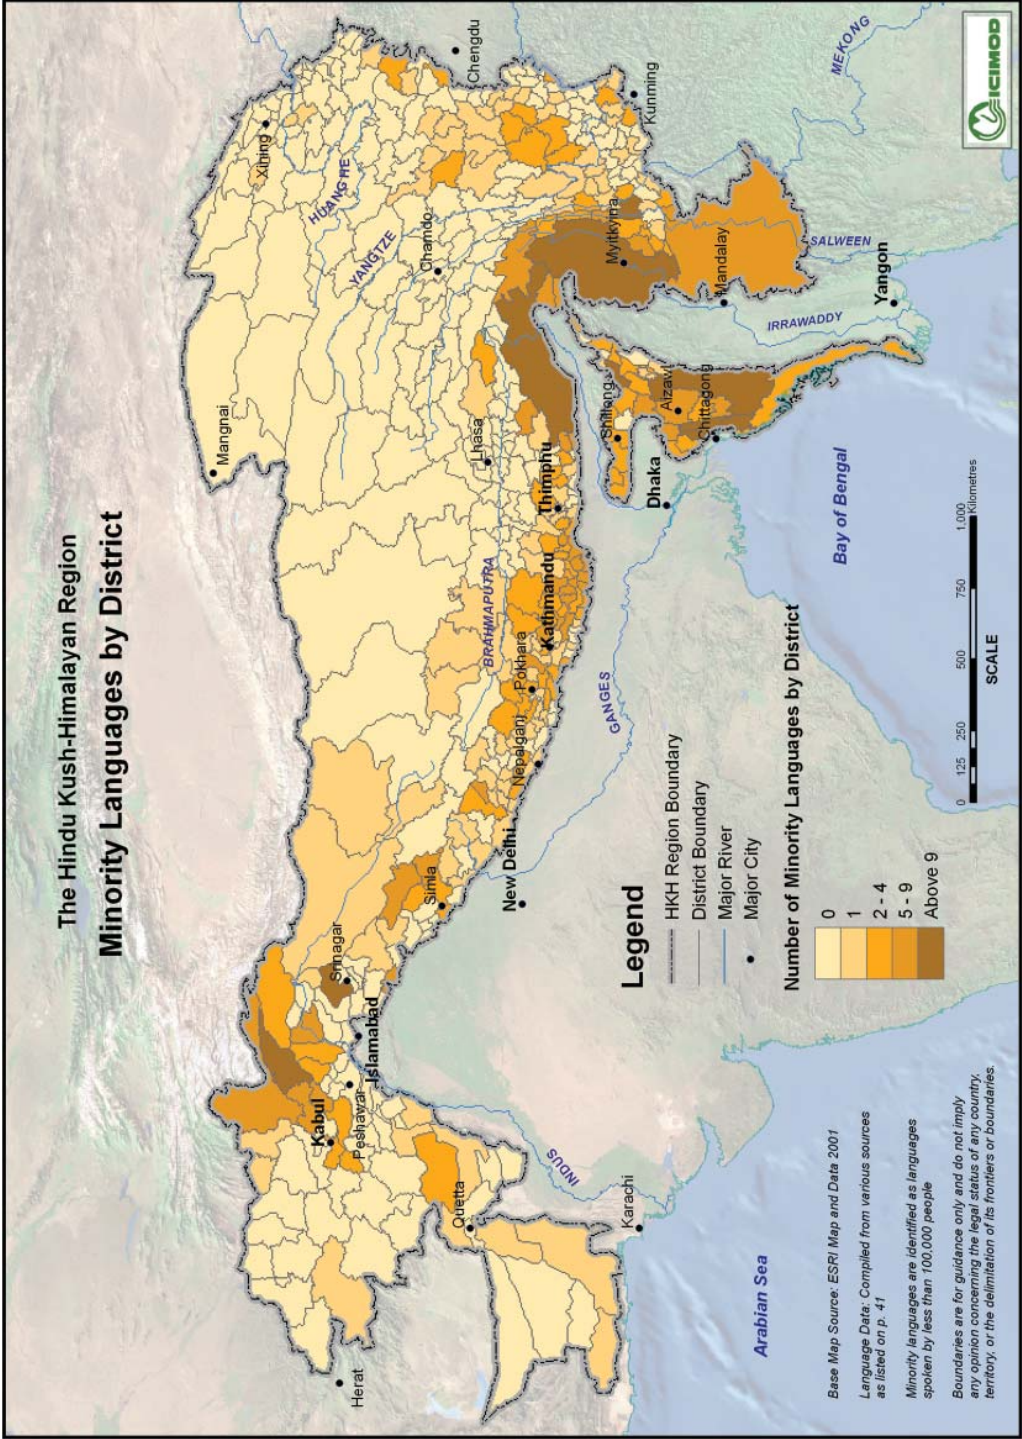 The Hindu Kush-Himalayan Region
Minority Languages by District
Mangnai
Xining
Chengdu
HUANG HE
YANGTZE
Chamdo
Kunming
MEKONG
Lhasa
Myitkyina
Mandalay
SALWEEN
Yangon
IRRAWADDY
Shillong
Aizawl
Chittagong
Thimphu
Dhaka
Kathmandu
BRAHMAPUTRA
Pokhara
Nepalganj
GANGES
Bay of Bengal
Simla
New Delhi
Srinagar
Islamabad
Kabul
Peshawar
Quetta
INDUS
Karachi
Herat
Arabian Sea
Legend
HKH Region Boundary
District Boundary
Major River
Major City
Number of Minority Languages by District
0
1
2 - 4
5 - 9
Above 9
0 125 250 500 750 1,000
Kilometres
SCALE
Base Map Source: ESRI Map and Data 2001
Language Data: Compiled from various sources
as listed on p. 41
Minority languages are identified as languages
spoken by less than 100,000 people
Boundaries are for guidance only and do not imply
any opinion concerning the legal status of any country,
territory, or the delimitation of its frontiers or boundaries.
ICIMOD